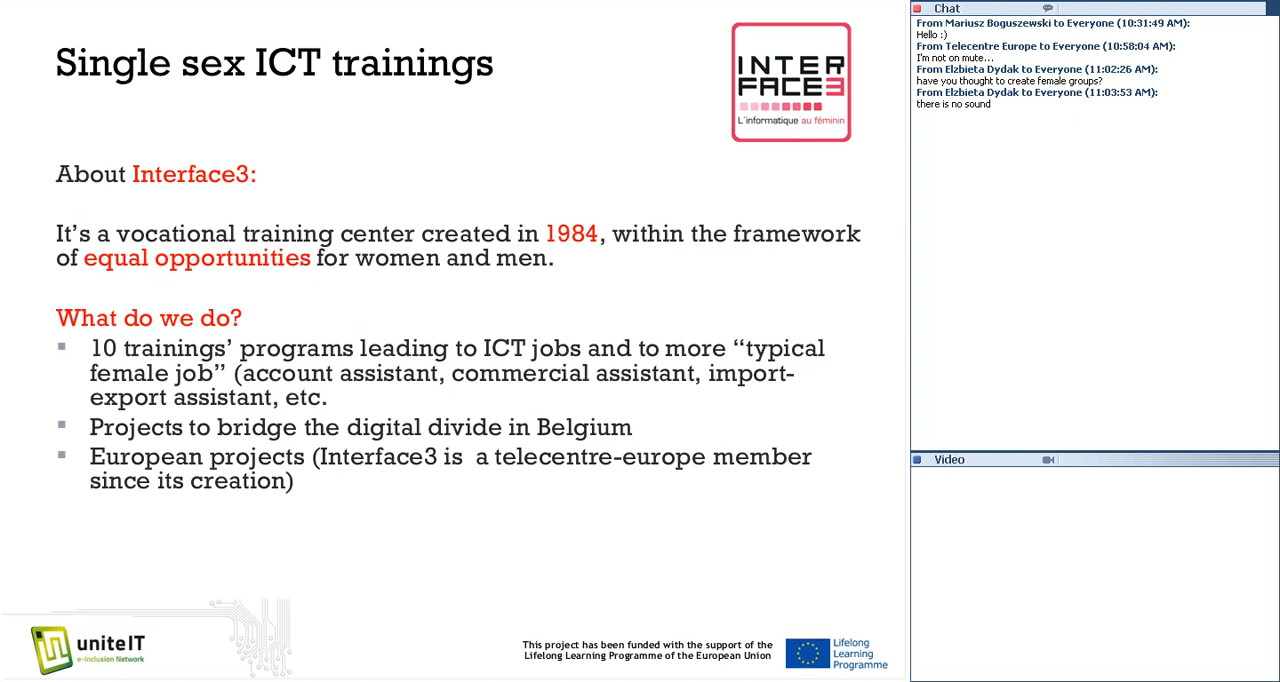 Single sex ICT trainings
INTER
FACE3
L'informatique au féminin
About Interface3:
It's a vocational training center created in 1984, within the framework
of equal opportunities for women and men.
What do we do?
▪ 10 trainings' programs leading to ICT jobs and to more “typical
female job” (account assistant, commercial assistant, import-
export assistant, etc.
▪ Projects to bridge the digital divide in Belgium
▪ European projects (Interface3 is a telecentre-europe member
since its creation)
in
uniteIT
e-Inclusion Network
This project has been funded with the support of the
Lifelong Learning Programme of the European Union
Lifelong
Learning
Programme
Chat
From Mariusz Boguszewski to Everyone (10:31:49 AM):
Hello :)
From Telecentre Europe to Everyone (10:58:04 AM):
I'm not on mute...
From Elzbieta Dydak to Everyone (11:02:26 AM):
have you thought to create female groups?
From Elzbieta Dydak to Everyone (11:03:53 AM):
there is no sound
Video